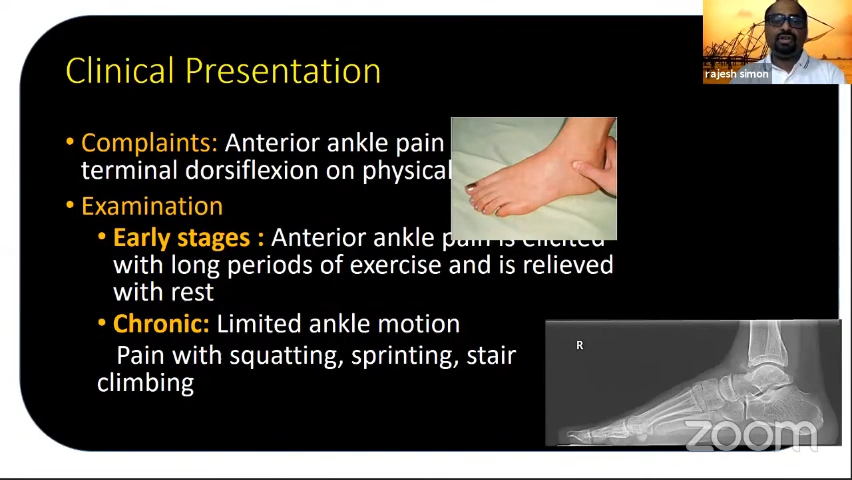 Clinical Presentation
rajesh simon
• Complaints: Anterior ankle pain
terminal dorsiflexion on physical
• Examination
• Early stages : Anterior ankle pain is elicited
with long periods of exercise and is relieved
with rest
• Chronic: Limited ankle motion
Pain with squatting, sprinting, stair
climbing
R
zoom